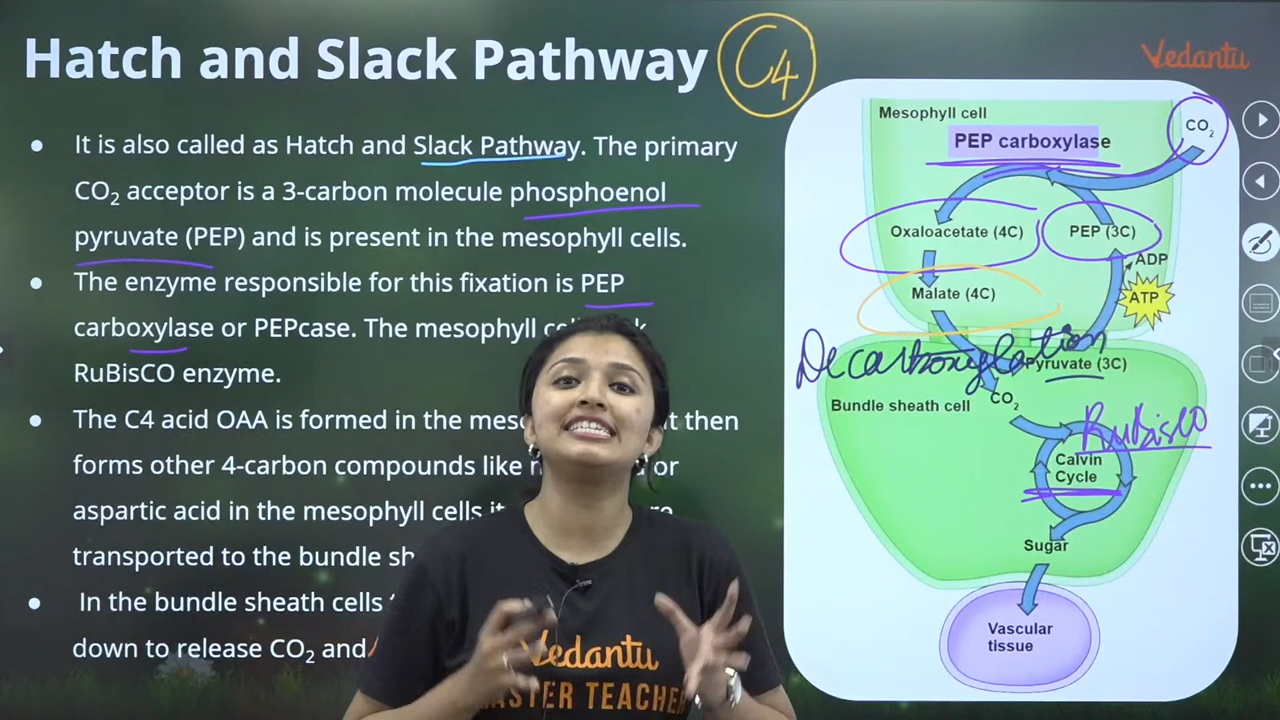 Hatch and Slack Pathway
C4
Vedantu
It is also called as Hatch and Slack Pathway. The primary
CO₂ acceptor is a 3-carbon molecule phosphoenol
pyruvate (PEP) and is present in the mesophyll cells.
The enzyme responsible for this fixation is PEP
carboxylase or PEPcase. The mesophyll
RuBisCO enzyme.
The C4 acid OAA is formed in the then
forms other 4-carbon compounds like or
aspartic acid in the mesophyll cells it
transported to the bundle
In the bundle sheath cells
down to release CO₂ and
Mesophyll cell
CO₂
PEP carboxylase
Oxaloacetate (4C)
PEP (3C)
ADP
ATP
Malate (4C)
Decarboxylation
Pyruvate (3C)
Bundle sheath cell
CO₂
RuBisCO
Calvin
Cycle
Sugar
Vascular
tissue
Vedantu
MASTER TEACHER